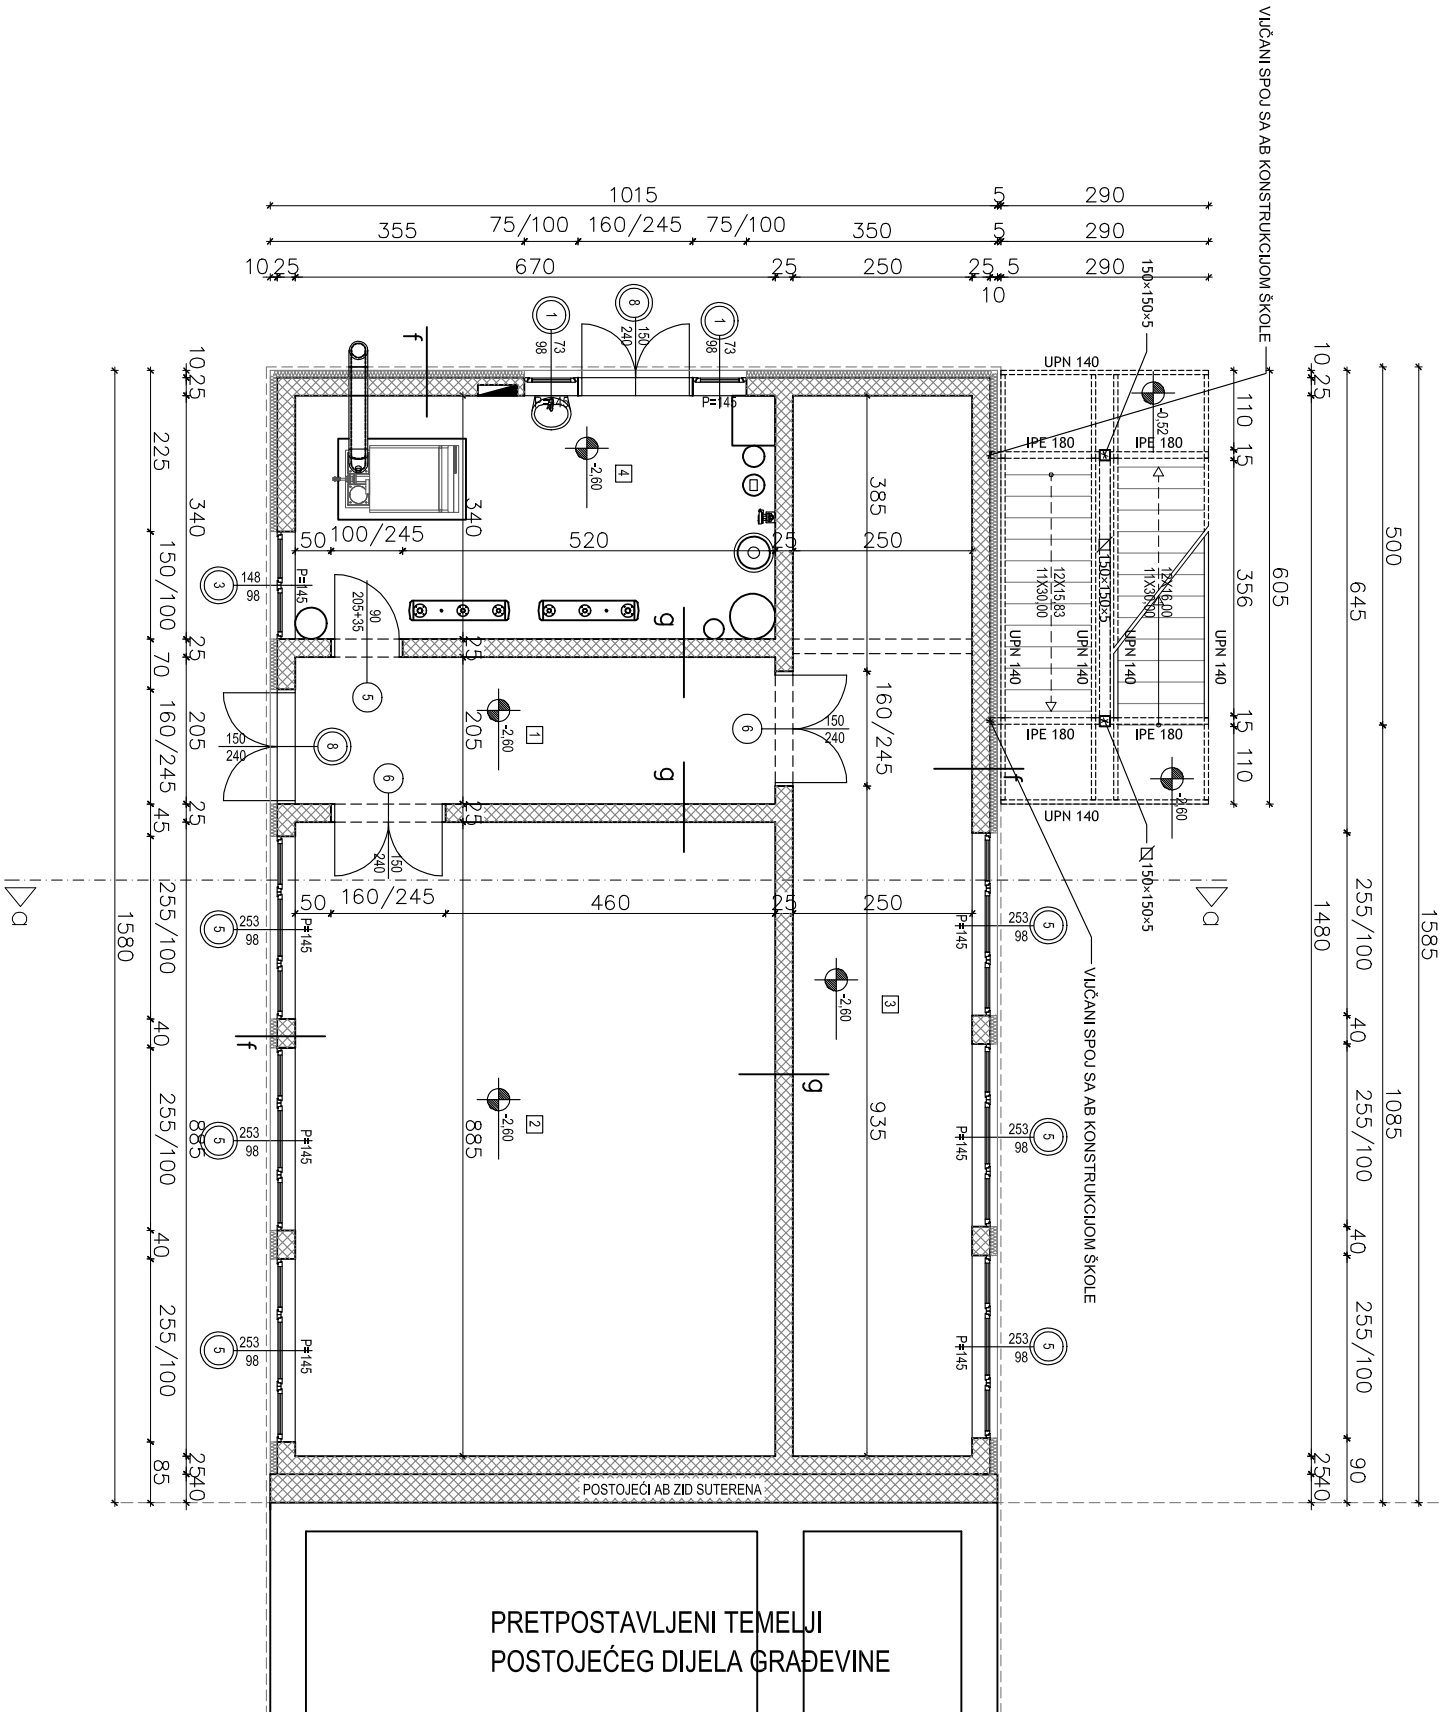 VIJČANI SPOJ SA AB KONSTRUKCIJOM ŠKOLE
1015 5 290
355 75/100 160/245 75/100 350 5 290
10 25 670 25 250 25 5 290
10
150×150×5
1 73 98
8 150 240
1 73 98
f
UPN 140
10 25
10 25
1580
225
340
150/100
25
70
205
160/245
25
45
255/100
40
885
255/100
40
255/100
85
25 40
P=145
P=145
-2,60
4
340
50 100/245 520 25 250
385
3 148 98
P=145
90 205+35
5
g
25
-0,52
IPE 180
IPE 180
110
15
356
15
110
605
500
645
1585
12X15,83
11X30,00
12X16,00
11X30,00
150×150×5
UPN 140
UPN 140
UPN 140
UPN 140
IPE 180
IPE 180
-2,60
UPN 140
150×150×5
150 240
8
205
-2,60
1
6
150 240
160/245
g
f
6
150 240
25
a
a
50 160/245 460 25 250
5 253 98
P=145
P=145
253 98 5
-2,60
3
f
g
VIJČANI SPOJ SA AB KONSTRUKCIJOM ŠKOLE
1480
255/100
40
1085
255/100
40
255/100
90
25 40
-2,60
2
885
935
5 253 98
P=145
P=145
253 98 5
5 253 98
P=145
P=145
253 98 5
POSTOJEĆI AB ZID SUTERENA
PRETPOSTAVLJENI TEMELJI
POSTOJEĆEG DIJELA GRAĐEVINE